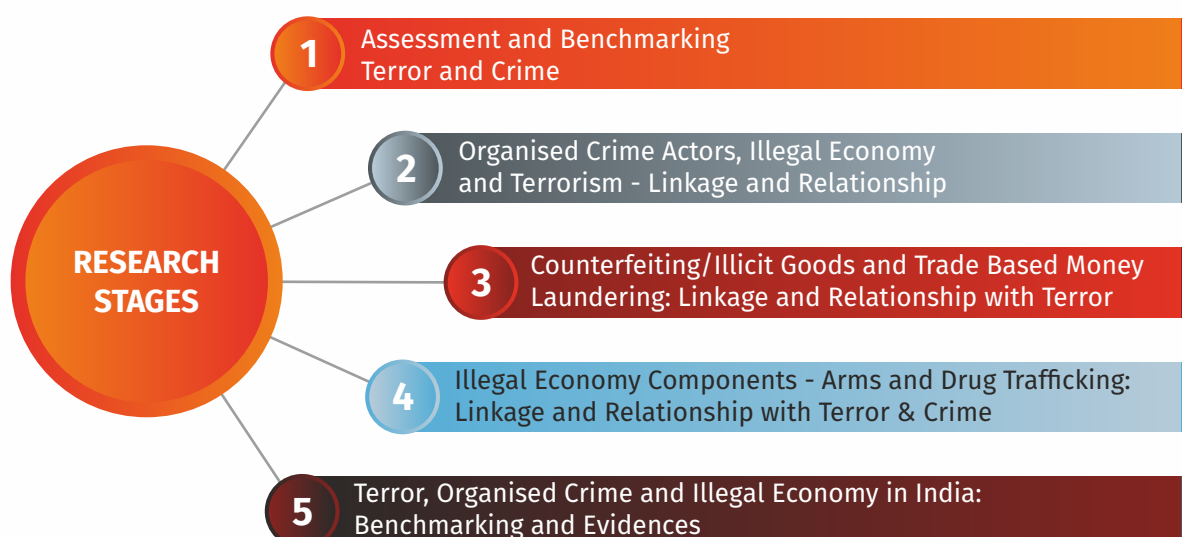 RESEARCH
STAGES
1
Assessment and Benchmarking
Terror and Crime
2
Organised Crime Actors, Illegal Economy
and Terrorism - Linkage and Relationship
3
Counterfeiting/Illicit Goods and Trade Based Money
Laundering: Linkage and Relationship with Terror
4
Illegal Economy Components - Arms and Drug Trafficking:
Linkage and Relationship with Terror & Crime
5
Terror, Organised Crime and Illegal Economy in India:
Benchmarking and Evidences